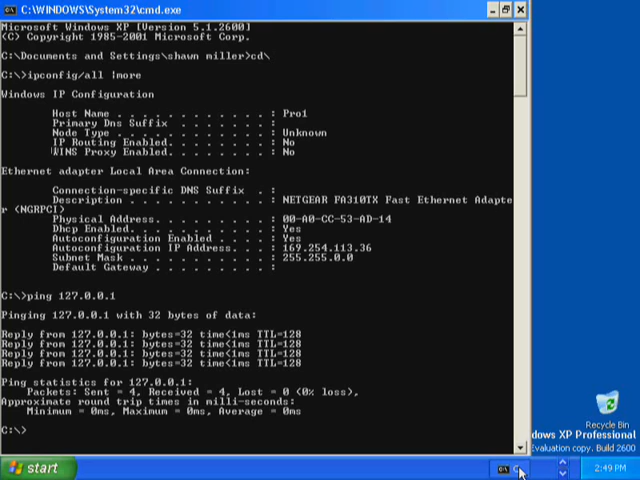 C:\WINDOWS\System32\cmd.exe
Microsoft Windows XP [Version 5.1.2600]
(C) Copyright 1985-2001 Microsoft Corp.
C:\Documents and Settings\shawn miller>cd\
C:\>ipconfig/all |more
Windows IP Configuration
Host Name . . . . . . . . . . . . : Pro1
Primary Dns Suffix . . . . . . . :
Node Type . . . . . . . . . . . . : Unknown
IP Routing Enabled. . . . . . . . : No
WINS Proxy Enabled. . . . . . . . : No
Ethernet adapter Local Area Connection:
Connection-specific DNS Suffix . :
Description . . . . . . . . . . . : NETGEAR FA310TX Fast Ethernet Adapte
r (NGRPCI)
Physical Address. . . . . . . . . : 00-A0-CC-53-AD-14
Dhcp Enabled. . . . . . . . . . . : Yes
Autoconfiguration Enabled . . . . : Yes
Autoconfiguration IP Address. . . : 169.254.113.36
Subnet Mask . . . . . . . . . . . : 255.255.0.0
Default Gateway . . . . . . . . . :
C:\>ping 127.0.0.1
Pinging 127.0.0.1 with 32 bytes of data:
Reply from 127.0.0.1: bytes=32 time<1ms TTL=128
Reply from 127.0.0.1: bytes=32 time<1ms TTL=128
Reply from 127.0.0.1: bytes=32 time<1ms TTL=128
Reply from 127.0.0.1: bytes=32 time<1ms TTL=128
Ping statistics for 127.0.0.1:
Packets: Sent = 4, Received = 4, Lost = 0 (0% loss),
Approximate round trip times in milli-seconds:
Minimum = 0ms, Maximum = 0ms, Average = 0ms
C:\>
Recycle Bin
dows XP Professional
Evaluation copy. Build 2600
start
C
2:49 PM